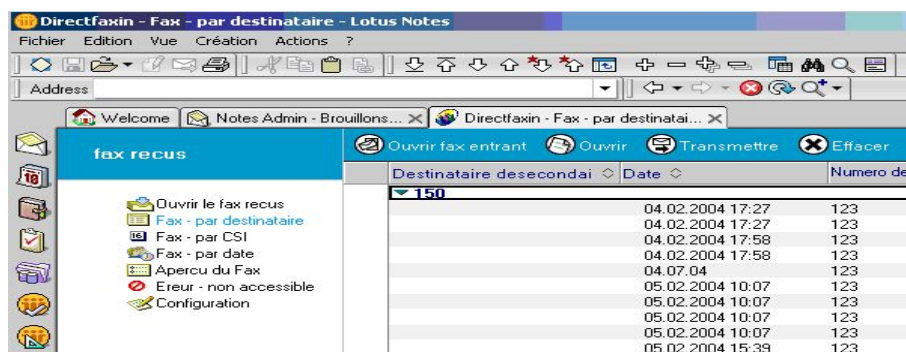 Directfaxin - Fax - par destinataire - Lotus Notes
Fichier Edition Vue Création Actions ?
Address
Welcome Notes Admin - Brouillons... Directfaxin - Fax - par destinatai...
fax recus
Ouvrir fax entrant Ouvrir Transmettre Effacer
Destinataire desecondai Date Numero de
150
Ouvrir le fax recus
Fax - par destinataire
Fax - par CSI
Fax - par date
Apercu du Fax
Ereur - non accessible
Configuration
04.02.2004 17:27 123
04.02.2004 17:27 123
04.02.2004 17:58 123
04.02.2004 17:58 123
04.07.04 123
05.02.2004 10:07 123
05.02.2004 10:07 123
05.02.2004 10:07 123
05.02.2004 10:07 123
05.02.2004 15:39 123